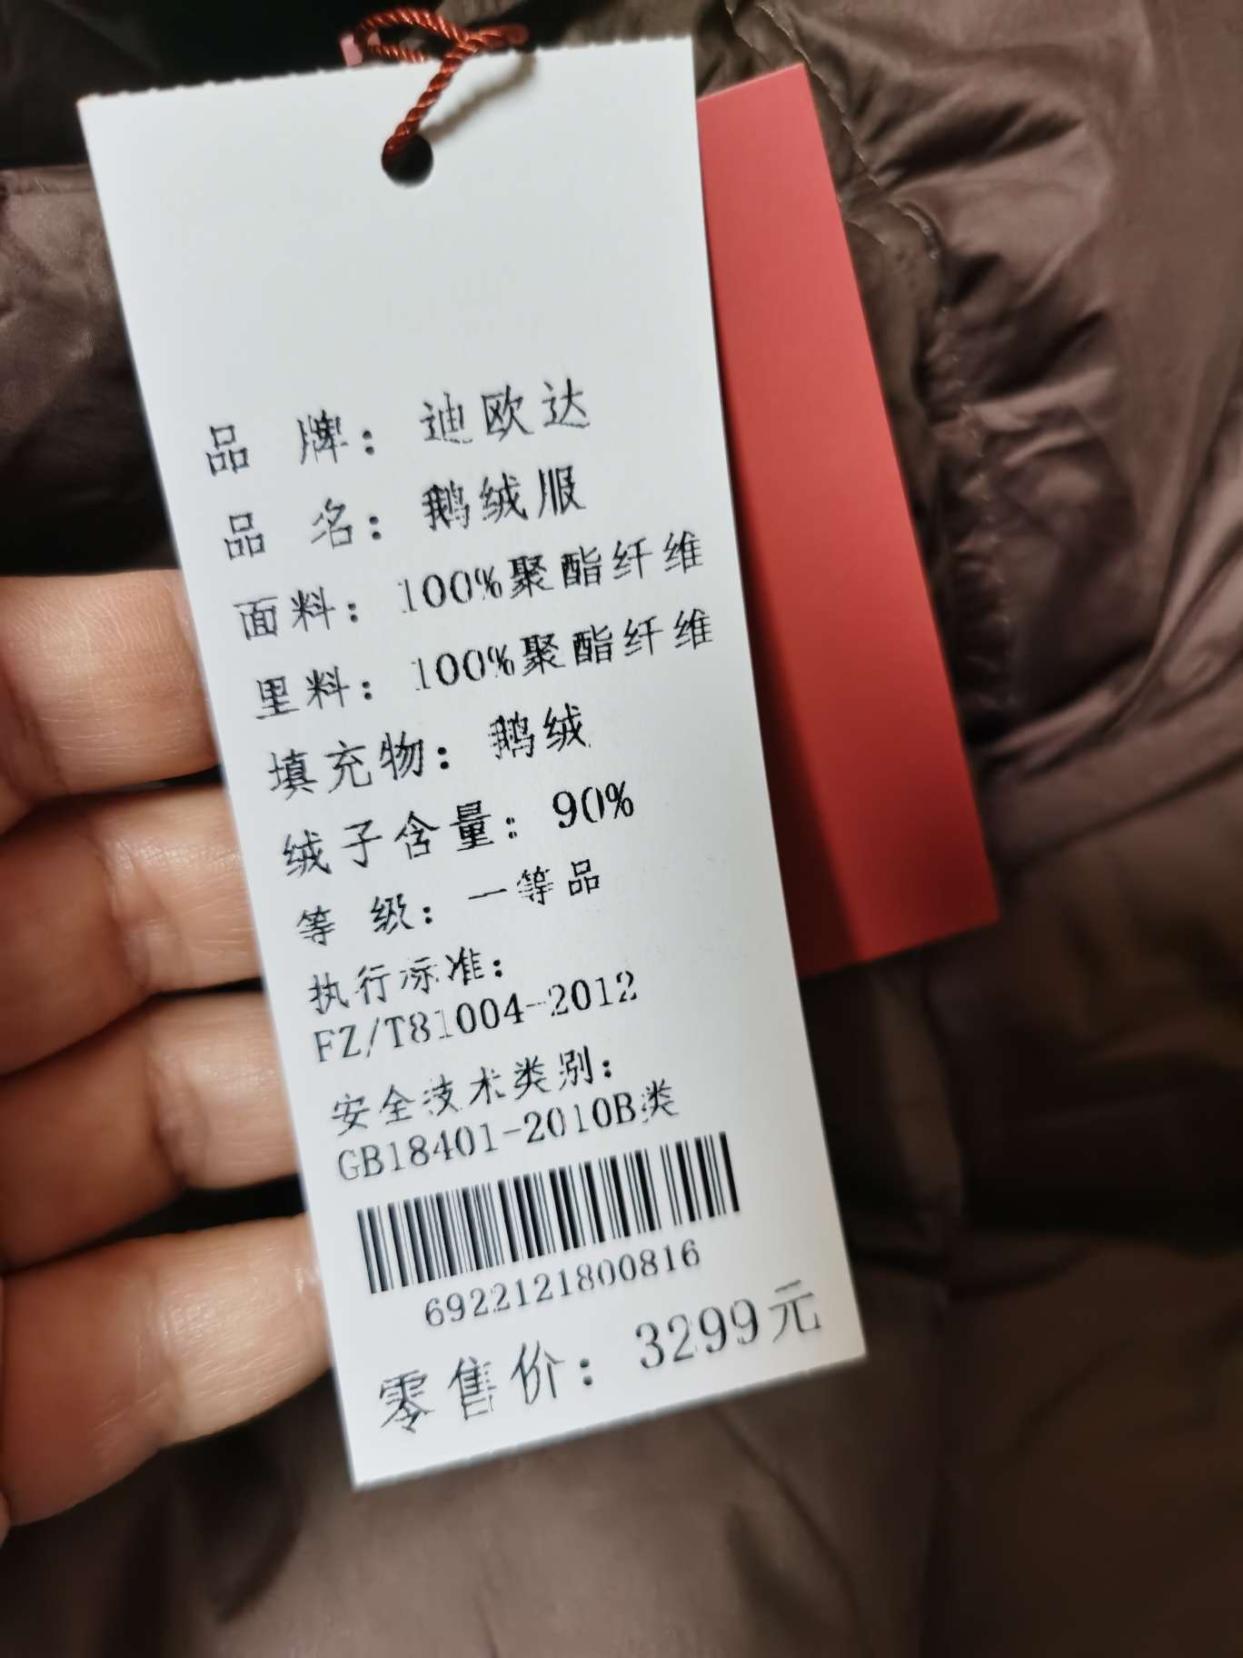 品 牌： 迪欧达
品 名： 鹅绒服
面料： 100%聚酯纤维
里料： 100%聚酯纤维
填充物： 鹅绒
绒子含量： 90%
等 级： 一等品
执行标准：
FZ/T81004-2012
安全技术类别：
GB18401-2010B类
6922121800816
零售价： 3299元